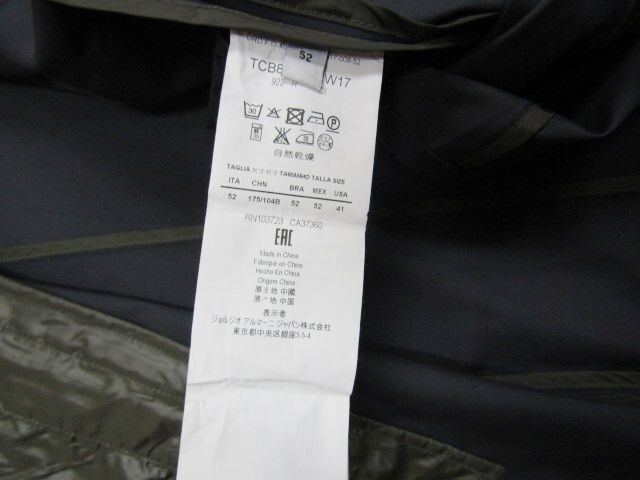 52
TCB8 W17
30 P
自然乾燥
TAGLIA TAMANHO TALLA SIZE
ITA CHN BRA MEX USA
52 175/104B 52 52 41
RN103723 CA37360
EAC
Made in China
Fabriqué en Chine
Hecho En China
Origem China
原产地 中國
原产地 中国
表示者
ジョルジオ アルマーニ ジャパン株式会社
東京都中央区銀座5-5-4